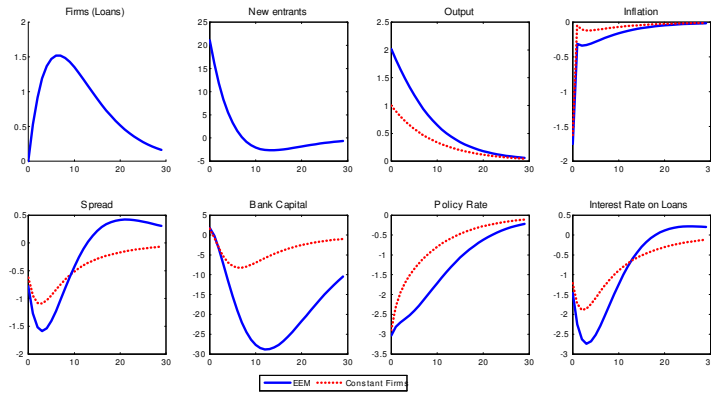 Firms (Loans) New entrants Output Inflation
2 25 2.5 0
20
1.5 2 -0.5
15
1.5
1 10 -1
5 1
0.5 -1.5
0 0.5
0 -5 0 -2
0 10 20 30 0 10 20 30 0 10 20 30 0 10 20
Spread Bank Capital Policy Rate Interest Rate on Loans
0.5 5 0 0.5
0 -0.5 0
0 -5 -1 -0.5
-0.5 -10 -1.5 -1
-15 -1.5
-1 -20 -2 -2
-1.5 -25 -2.5 -2.5
-3
-2 -30 -3.5 -3
0 10 20 30 0 10 20 30 0 10 20 30 0 10 20
EEM Constant Firms